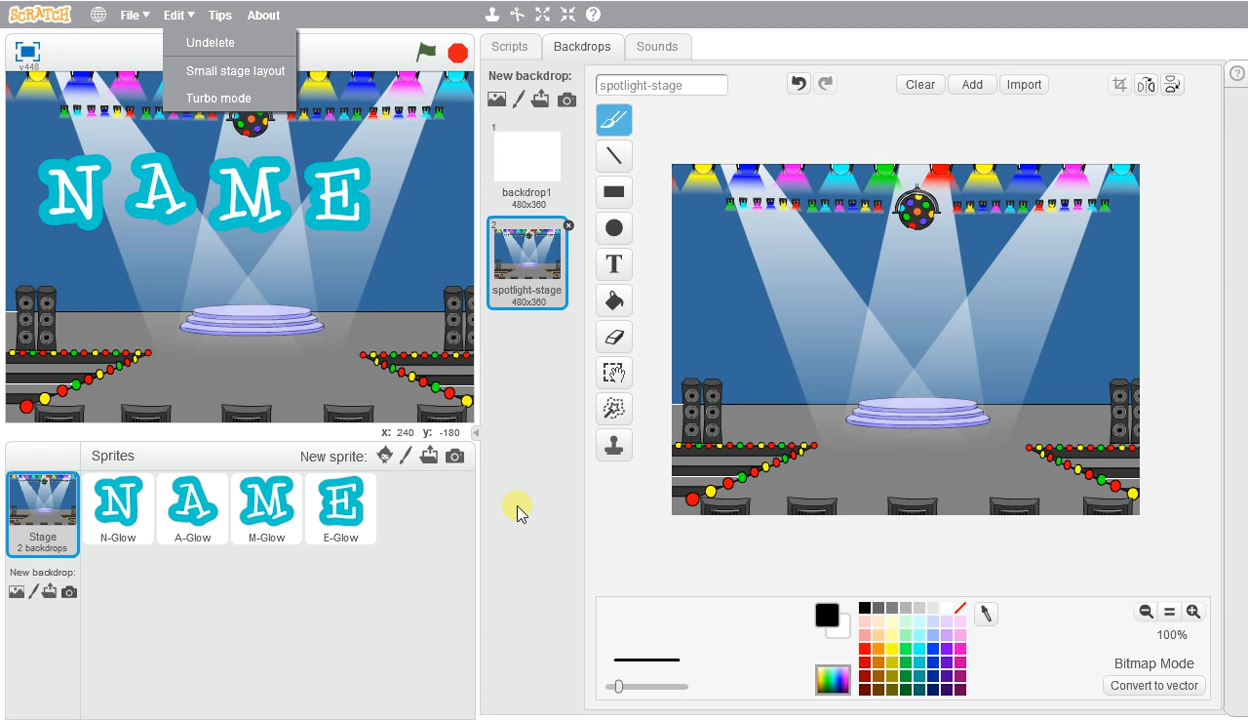 SCRATCH File Edit Tips About
Undelete
Small stage layout
Turbo mode
v448
N A M E
x: 240 y: -180
Sprites New sprite:
Stage
2 backdrops
New backdrop:
N A M E
N-Glow A-Glow M-Glow E-Glow
Scripts Backdrops Sounds
New backdrop:
1
backdrop1
480x360
2
spotlight-stage
480x360
spotlight-stage
Clear Add Import
T
100%
Bitmap Mode
Convert to vector